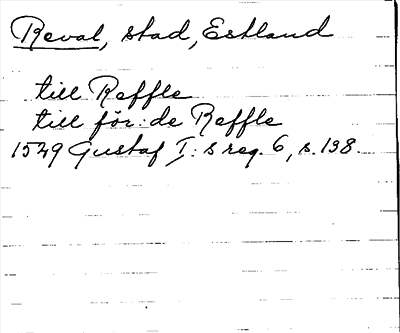 Reval, stad, Estland
till Reffle
till för: de Reffle
1549 Gustaf I: s reg. 6, s. 138.